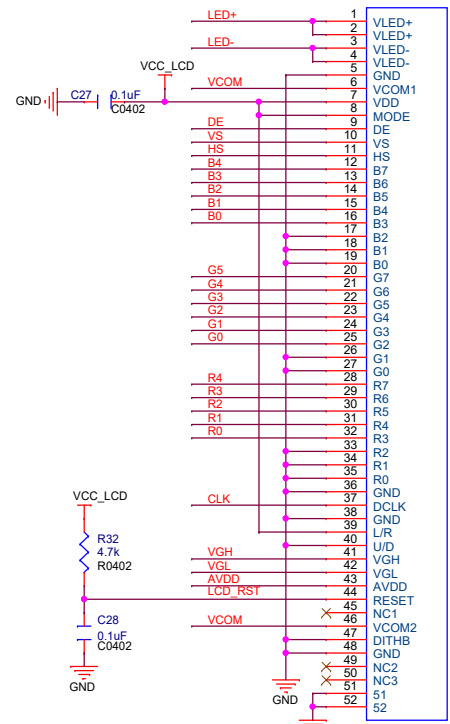 LED+ 1 VLED+
2 VLED+
LED- 3 VLED-
4 VLED-
VCC_LCD 5 GND
VCOM 6 VCOM1
GND C27 0.1uF 7 VDD
C0402 8 MODE
DE 9 DE
VS 10 VS
HS 11 HS
B4 12 B7
B3 13 B6
B2 14 B5
B1 15 B4
B0 16 B3
17 B2
18 B1
19 B0
G5 20 G7
G4 21 G6
G3 22 G5
G2 23 G4
G1 24 G3
G0 25 G2
26 G1
27 G0
R4 28 R7
R3 29 R6
R2 30 R5
R1 31 R4
R0 32 R3
33 R2
34 R1
35 R0
VCC_LCD 36 GND
CLK 37 DCLK
38 GND
R32 39 L/R
4.7k 40 U/D
R0402 VGH 41 VGH
VGL 42 VGL
AVDD 43 AVDD
LCD_RST 44 RESET
45 NC1
C28 VCOM 46 VCOM2
0.1uF 47 DITHB
C0402 48 GND
49 NC2
GND 50 NC3
GND 51 51
52 52